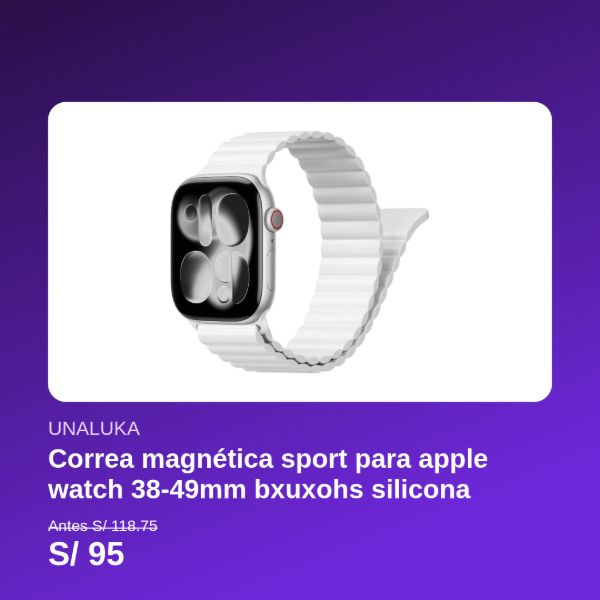 UNALUKA
Correa magnética sport para apple
watch 38-49mm bxuxohs silicona
Antes S/ 118.75
S/ 95